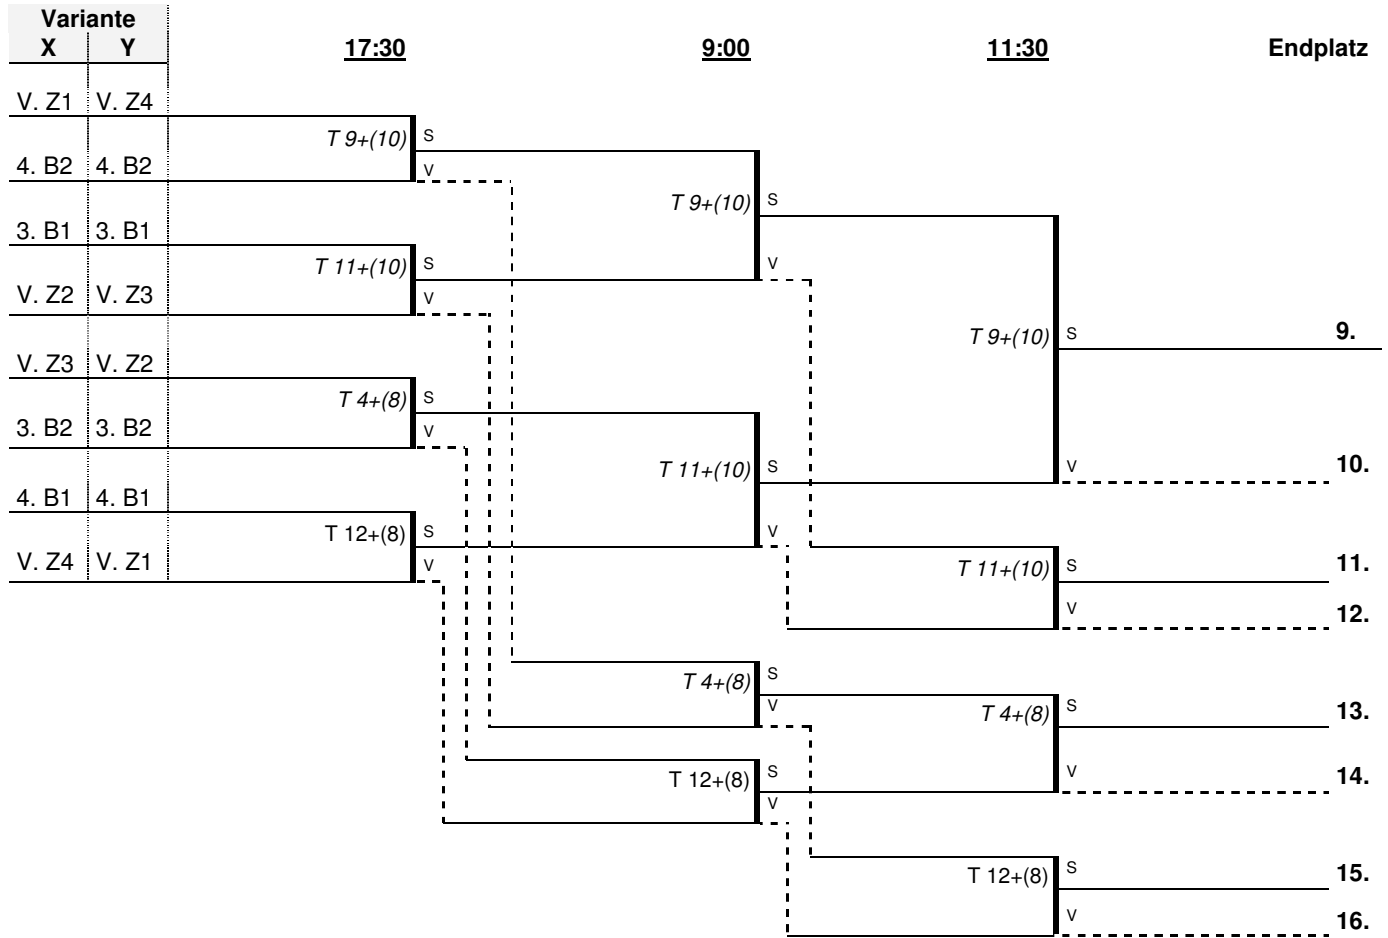 Variante
X Y 17:30 9:00 11:30 Endplatz
V. Z1 V. Z4
T 9+(10) S
4. B2 4. B2 V
T 9+(10) S
3. B1 3. B1
T 11+(10) S V
V. Z2 V. Z3 V
T 9+(10) S 9.
V. Z3 V. Z2
T 4+(8) S
3. B2 3. B2 V
T 11+(10) S V 10.
4. B1 4. B1
T 12+(8) S V
V. Z4 V. Z1 V T 11+(10) S 11.
V 12.
T 4+(8) S
V T 4+(8) S 13.
T 12+(8) S V 14.
V
T 12+(8) S 15.
V 16.